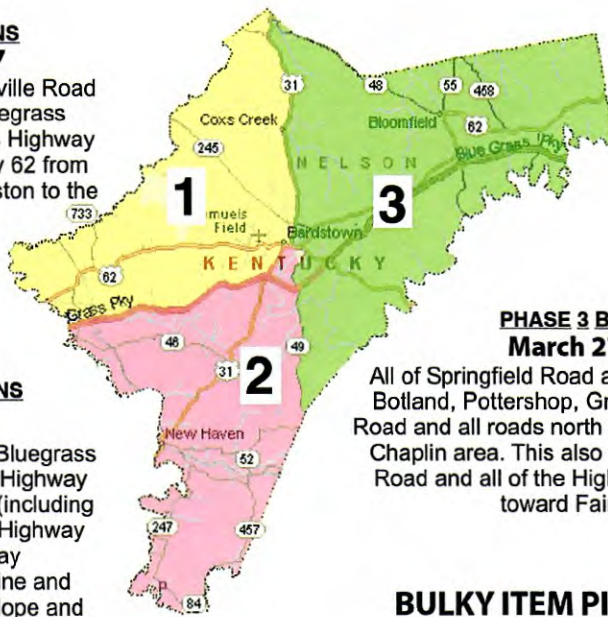 NS
7
ville Road
uegrass
s Highway
y 62 from
ston to the
31
48
55
458
Coxs Creek
Bloomfield
62
245
Blue Grass Pky
NELSON
1
3
733
muels
Field
Bardstown
KENTUCKY
62
Grass Pky
PHASE 3 B
March 2
46
49
31
2
All of Springfield Road a
Botland, Pottershop, Gr
Road and all roads north
Chaplin area. This also
Road and all of the High
toward Fai
NS
New Haven
52
Bluegrass
Highway
(including
Highway
ay
ine and
lope and
247
457
84
BULKY ITEM PI